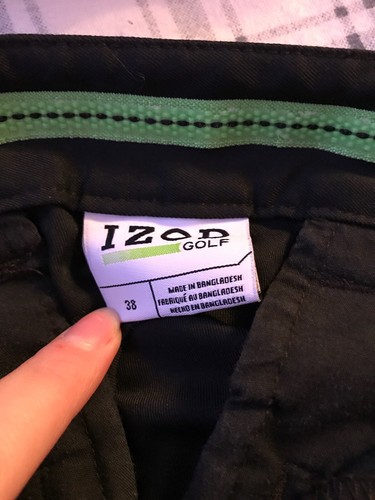 IZOD
GOLF
38
MADE IN BANGLADESH
FABRIQUÉ AU BANGLADESH
HECHO EN BANGLADESH